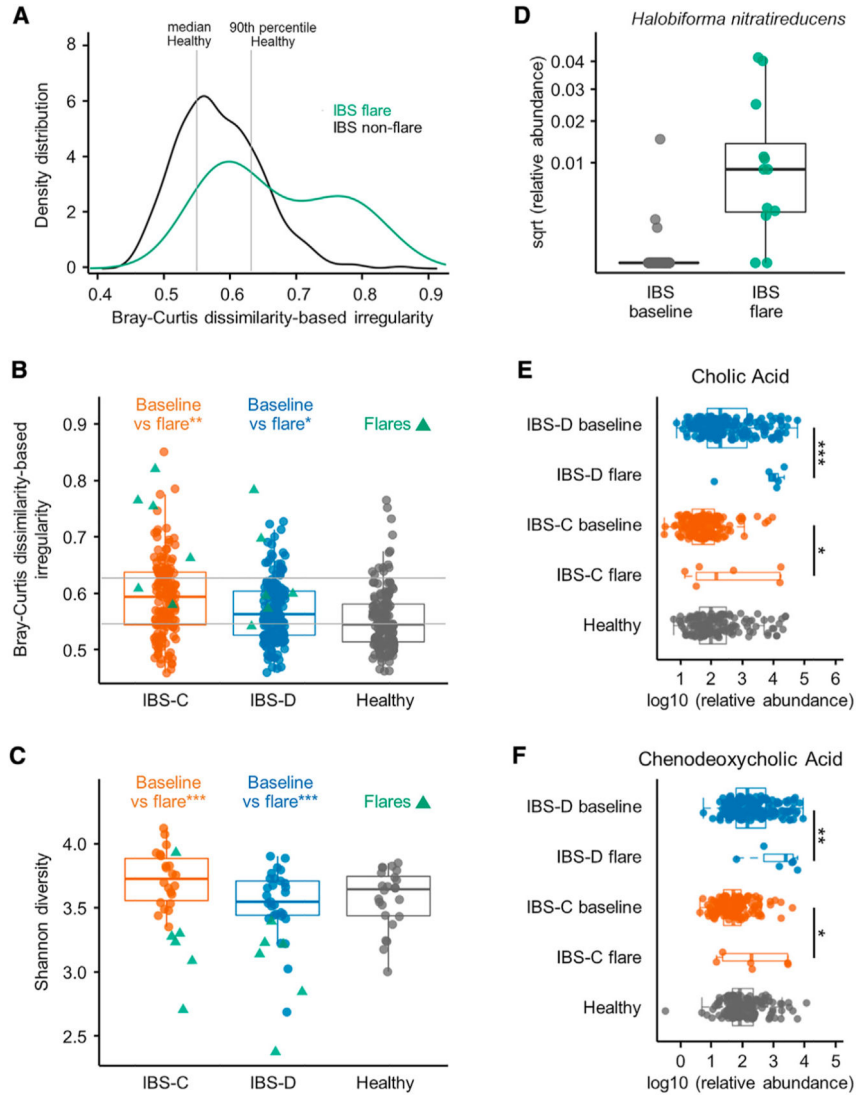 A
median
Healthy
90th percentile
Healthy
8
6
4
2
0
Density distribution
IBS flare
IBS non-flare
0.4 0.5 0.6 0.7 0.8 0.9
Bray-Curtis dissimilarity-based irregularity
D
Halobiforma nitratireducens
0.04
0.03
0.02
0.01
sqrt (relative abundance)
IBS
baseline
IBS
flare
B
Baseline
vs flare**
Baseline
vs flare*
Flares
0.9
0.8
0.7
0.6
0.5
Bray-Curtis dissimilarity-based
irregularity
IBS-C IBS-D Healthy
E
Cholic Acid
IBS-D baseline
IBS-D flare
IBS-C baseline
IBS-C flare
Healthy
***
*
1 2 3 4 5 6
log10 (relative abundance)
C
Baseline
vs flare***
Baseline
vs flare***
Flares
4.0
3.5
3.0
2.5
Shannon diversity
IBS-C IBS-D Healthy
F
Chenodeoxycholic Acid
IBS-D baseline
IBS-D flare
IBS-C baseline
IBS-C flare
Healthy
**
*
0 1 2 3 4 5
log10 (relative abundance)